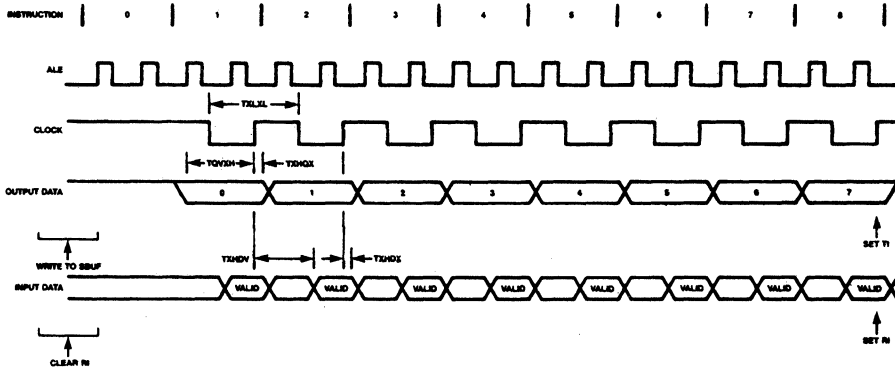 INSTRUCTION 0 1 2 3 4 5 6 7 8
ALE
TXLXL
CLOCK
TQVXH TXHQX
OUTPUT DATA 0 1 2 3 4 5 6 7
SET TI
WRITE TO SBUF
TXHDV TXHDX
INPUT DATA VALID VALID VALID VALID VALID VALID VALID VALID
SET RI
CLEAR RI